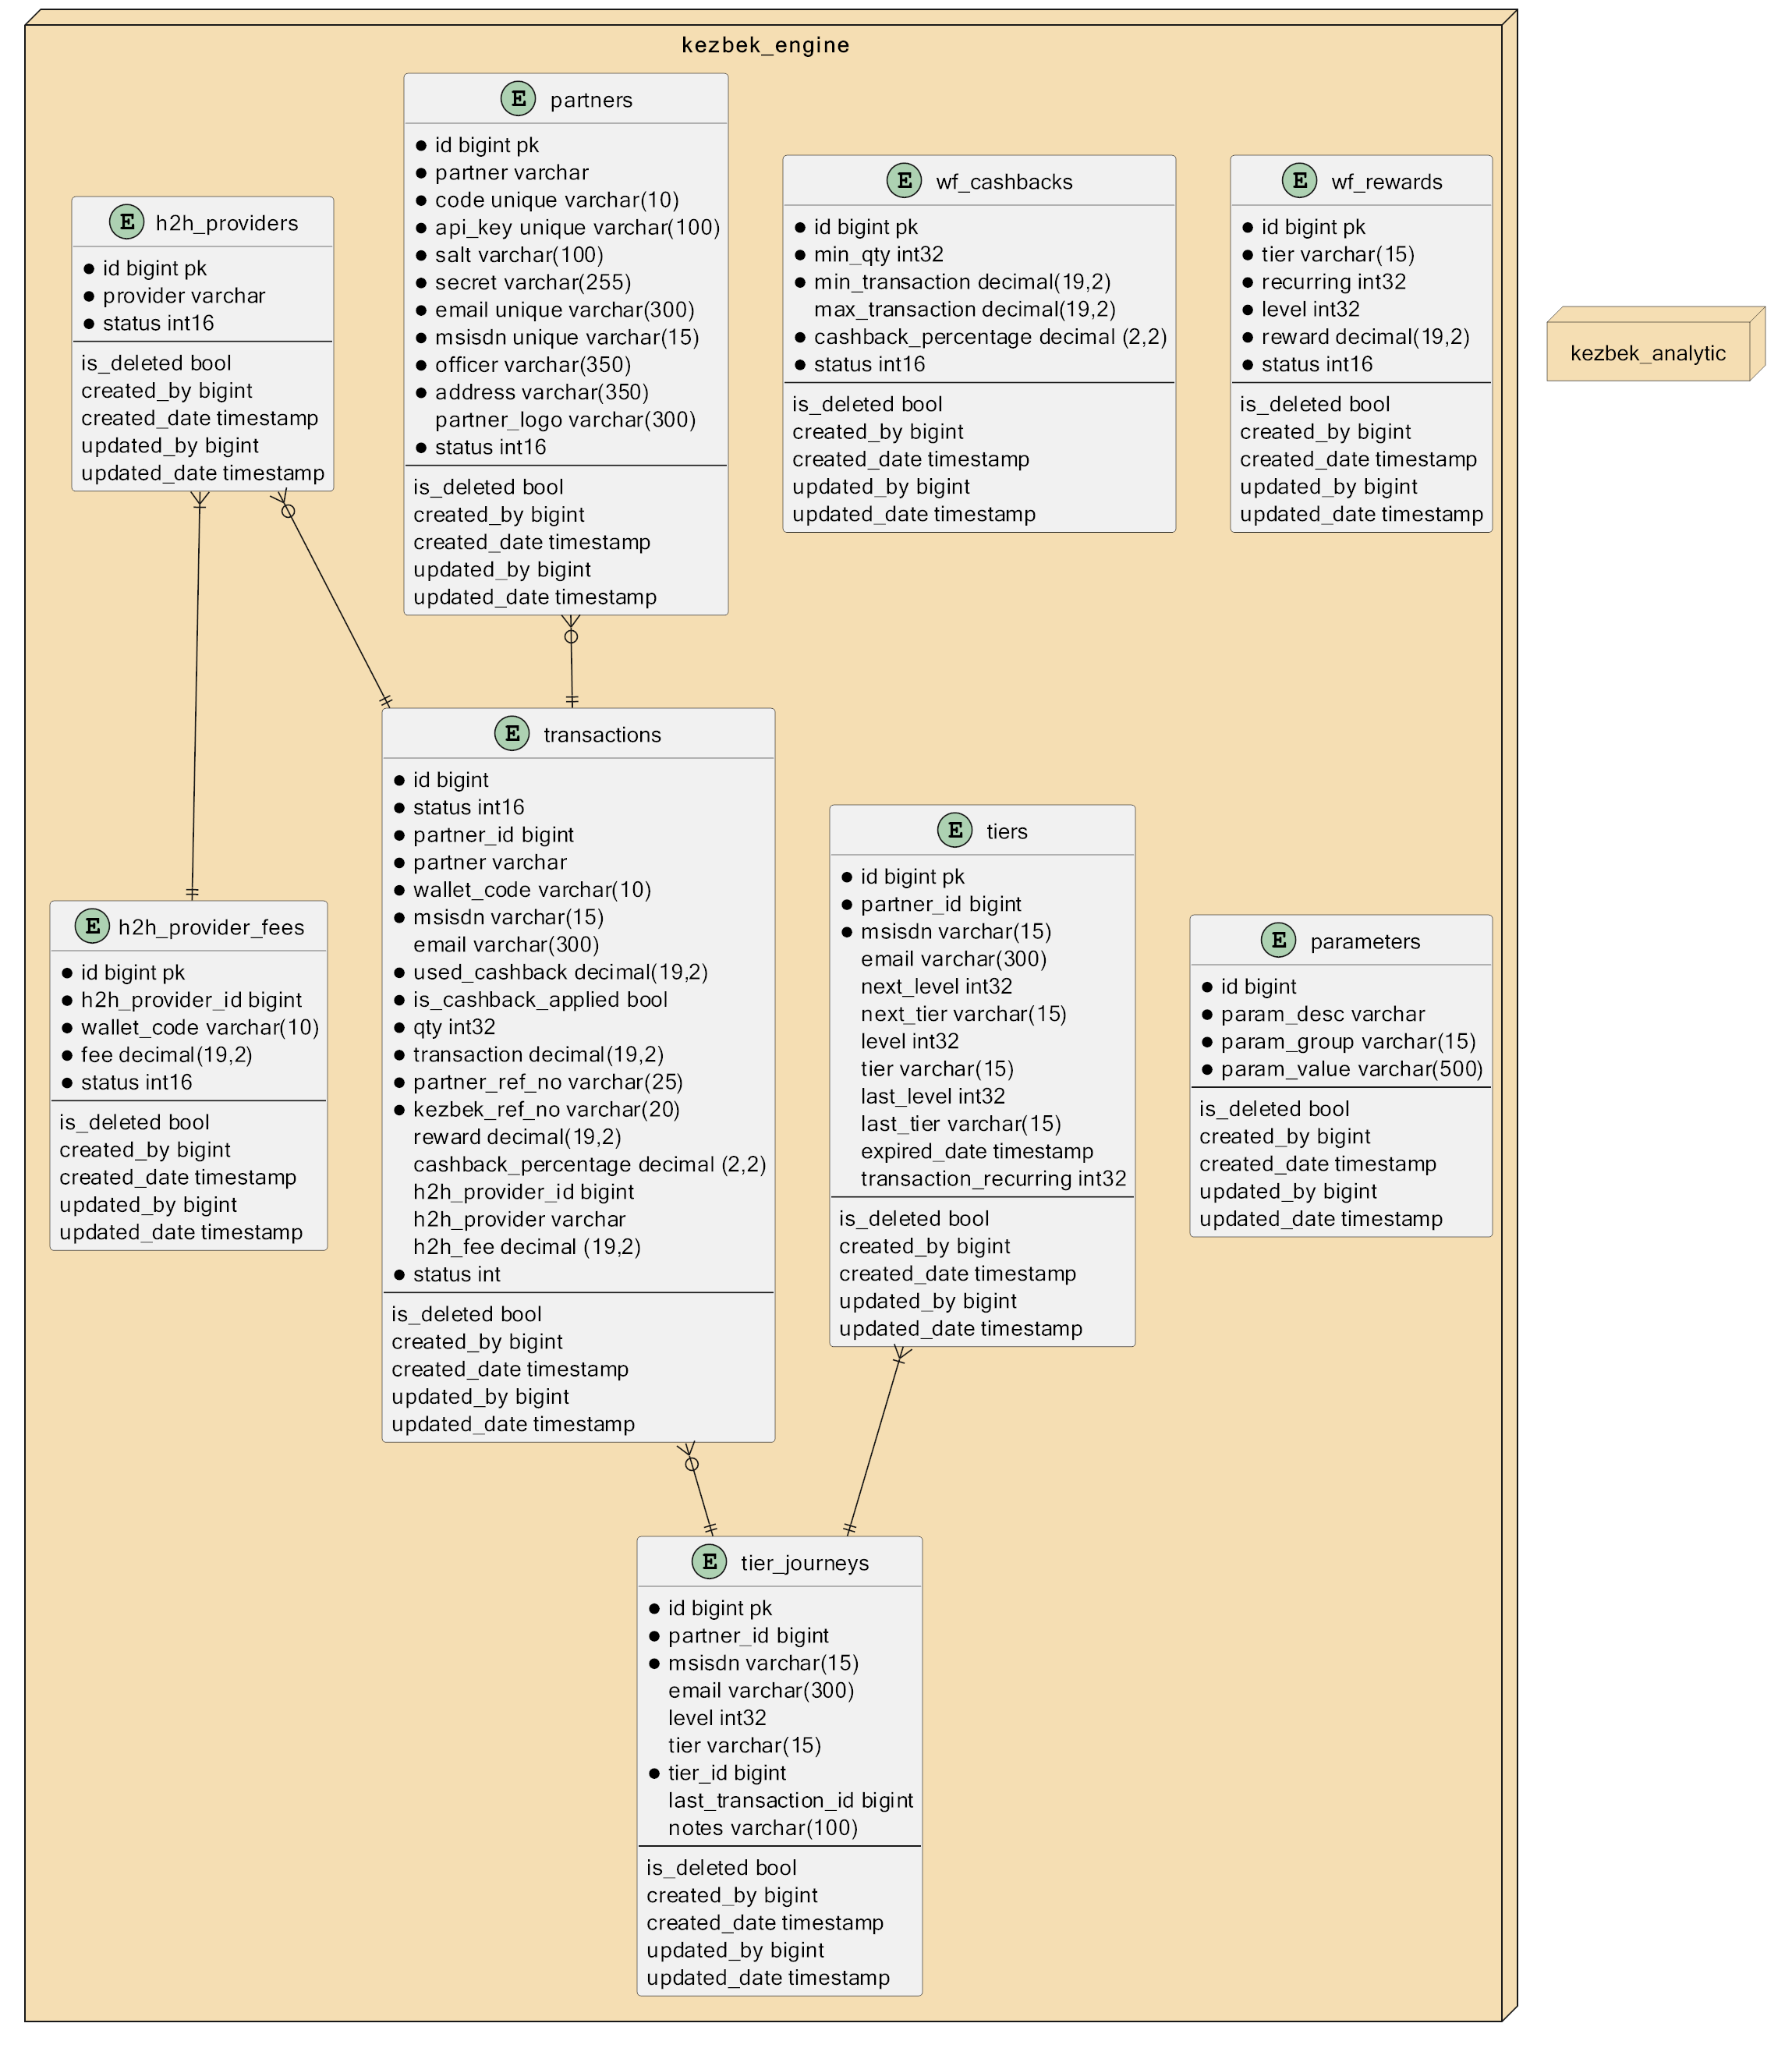 kezbek_engine
E partners
id bigint pk
partner varchar
code unique varchar(10)
api_key unique varchar(100)
salt varchar(100)
secret varchar(255)
email unique varchar(300)
msisdn unique varchar(15)
officer varchar(350)
address varchar(350)
partner_logo varchar(300)
status int16
is_deleted bool
created_by bigint
created_date timestamp
updated_by bigint
updated_date timestamp
E wf_cashbacks
id bigint pk
min_qty int32
min_transaction decimal(19,2)
max_transaction decimal(19,2)
cashback_percentage decimal (2,2)
status int16
is_deleted bool
created_by bigint
created_date timestamp
updated_by bigint
updated_date timestamp
E wf_rewards
id bigint pk
tier varchar(15)
recurring int32
level int32
reward decimal(19,2)
status int16
is_deleted bool
created_by bigint
created_date timestamp
updated_by bigint
updated_date timestamp
E h2h_providers
id bigint pk
provider varchar
status int16
is_deleted bool
created_by bigint
created_date timestamp
updated_by bigint
updated_date timestamp
kezbek_analytic
E transactions
id bigint
status int16
partner_id bigint
partner varchar
wallet_code varchar(10)
msisdn varchar(15)
email varchar(300)
used_cashback decimal(19,2)
is_cashback_applied bool
qty int32
transaction decimal(19,2)
partner_ref_no varchar(25)
kezbek_ref_no varchar(20)
reward decimal(19,2)
cashback_percentage decimal (2,2)
h2h_provider_id bigint
h2h_provider varchar
h2h_fee decimal (19,2)
status int
is_deleted bool
created_by bigint
created_date timestamp
updated_by bigint
updated_date timestamp
E tiers
id bigint pk
partner_id bigint
msisdn varchar(15)
email varchar(300)
next_level int32
next_tier varchar(15)
level int32
tier varchar(15)
last_level int32
last_tier varchar(15)
expired_date timestamp
transaction_recurring int32
is_deleted bool
created_by bigint
created_date timestamp
updated_by bigint
updated_date timestamp
E h2h_provider_fees
id bigint pk
h2h_provider_id bigint
wallet_code varchar(10)
fee decimal(19,2)
status int16
is_deleted bool
created_by bigint
created_date timestamp
updated_by bigint
updated_date timestamp
E parameters
id bigint
param_desc varchar
param_group varchar(15)
param_value varchar(500)
is_deleted bool
created_by bigint
created_date timestamp
updated_by bigint
updated_date timestamp
E tier_journeys
id bigint pk
partner_id bigint
msisdn varchar(15)
email varchar(300)
level int32
tier varchar(15)
tier_id bigint
last_transaction_id bigint
notes varchar(100)
is_deleted bool
created_by bigint
created_date timestamp
updated_by bigint
updated_date timestamp